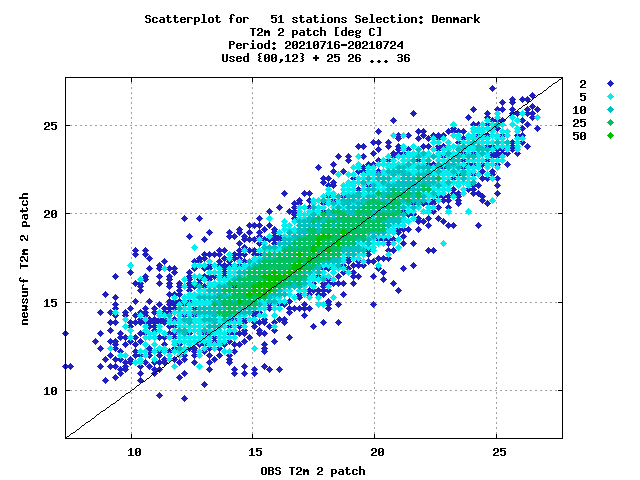 Scatterplot for   51 stations Selection: Denmark
T2m 2 patch [deg C]
Period: 20210716-20210724
Used {00,12} + 25 26 ... 36
2
5
10
25
50
25
20
15
10
newsurf T2m 2 patch
10 15 20 25
OBS T2m 2 patch